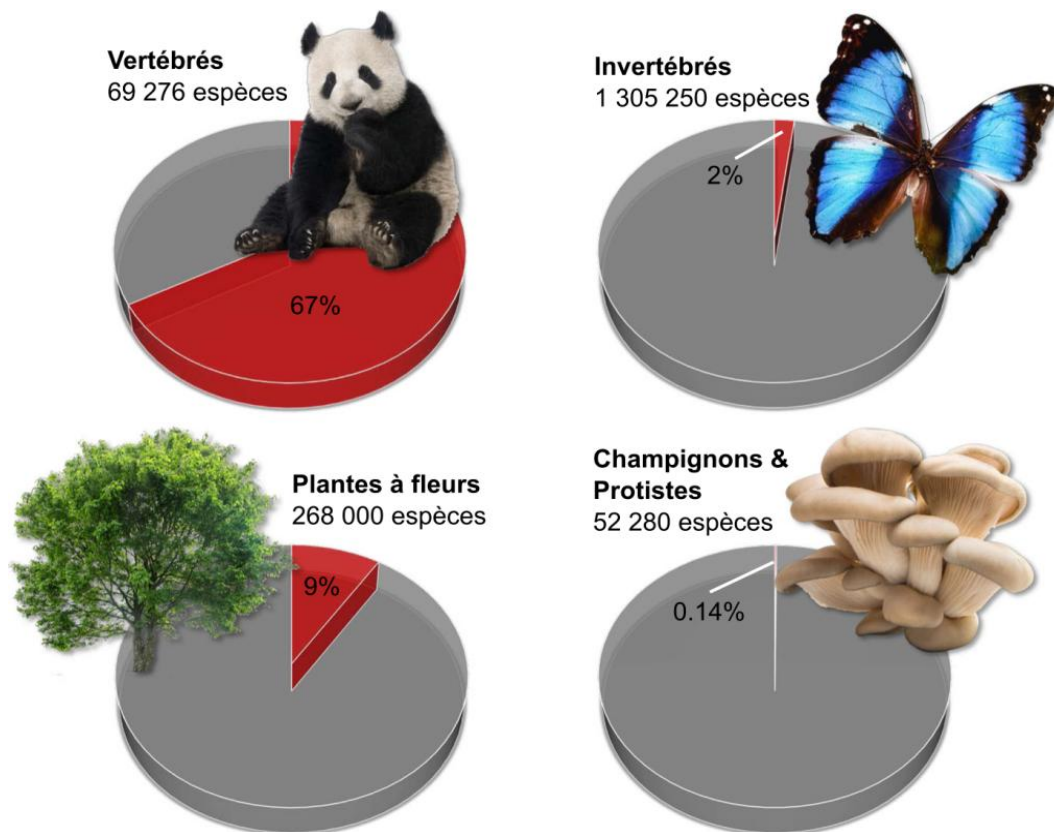 Vertébrés
69 276 espèces
67%
Invertébrés
1 305 250 espèces
2%
Plantes à fleurs
268 000 espèces
9%
Champignons &
Protistes
52 280 espèces
0.14%